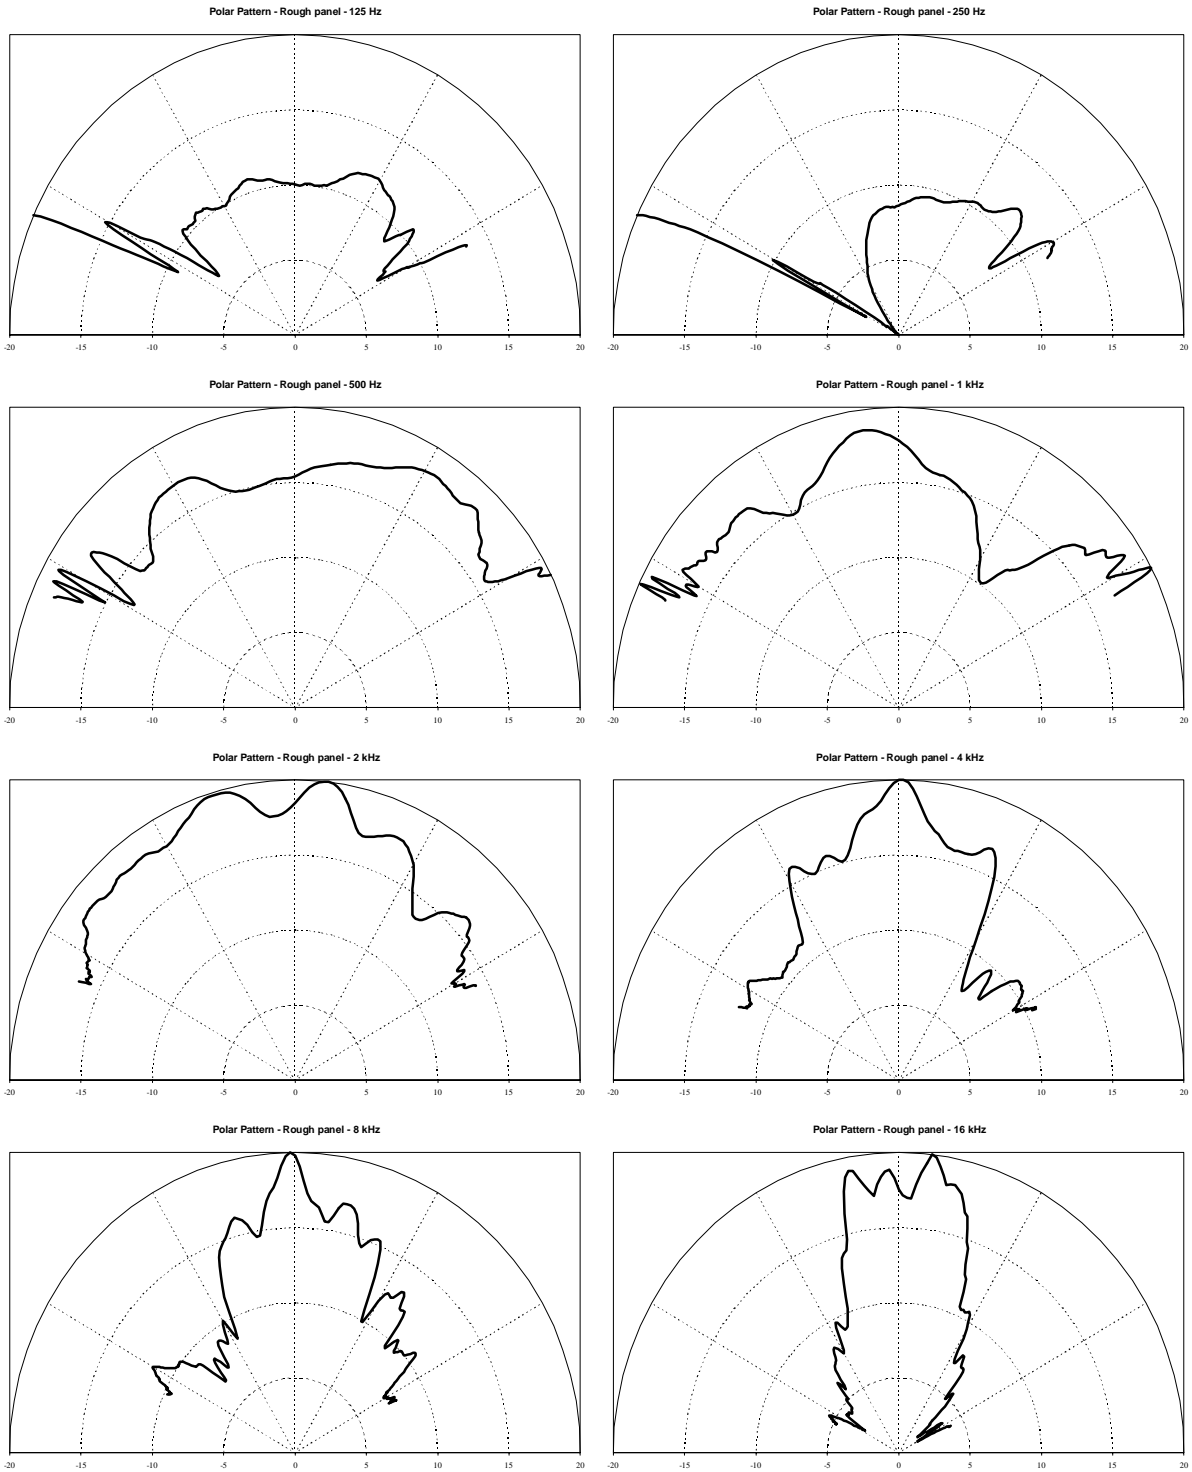 Polar Pattern - Rough panel - 125 Hz
Polar Pattern - Rough panel - 250 Hz
-20 -15 -10 -5 0 5 10 15 20
-20 -15 -10 -5 0 5 10 15 20
Polar Pattern - Rough panel - 500 Hz
Polar Pattern - Rough panel - 1 kHz
-20 -15 -10 -5 0 5 10 15 20
-20 -15 -10 -5 0 5 10 15 20
Polar Pattern - Rough panel - 2 kHz
Polar Pattern - Rough panel - 4 kHz
-20 -15 -10 -5 0 5 10 15 20
-20 -15 -10 -5 0 5 10 15 20
Polar Pattern - Rough panel - 8 kHz
Polar Pattern - Rough panel - 16 kHz
-20 -15 -10 -5 0 5 10 15 20
-20 -15 -10 -5 0 5 10 15 20